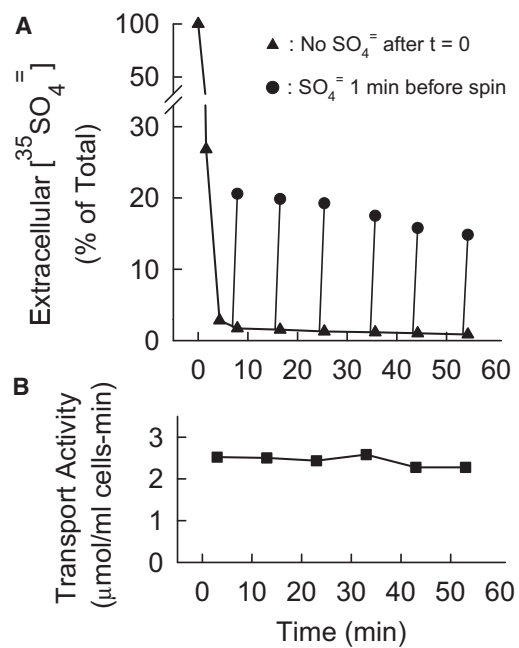 A
▲ : No SO₄⁼ after t = 0
● : SO₄⁼ 1 min before spin
Extracellular [³⁵SO₄⁼]
(% of Total)
100
50
30
20
10
0
0 10 20 30 40 50 60
B
Transport Activity
(μmol/ml cells-min)
3
2
1
0
0 10 20 30 40 50 60
Time (min)